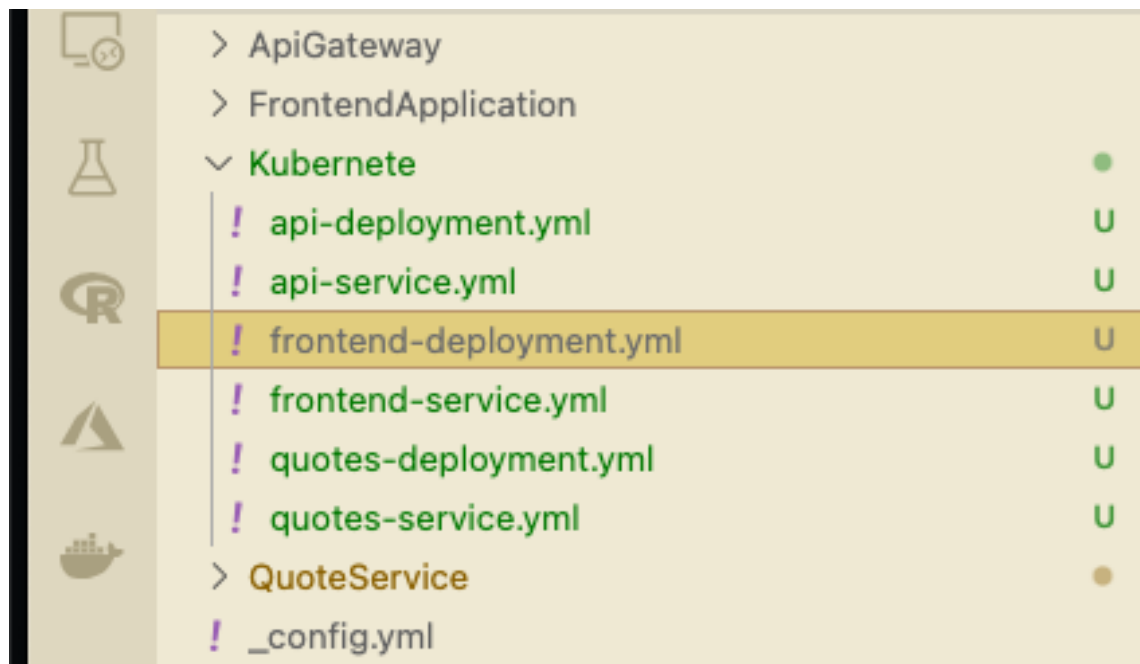 ApiGateway
FrontendApplication
Kubernete
! api-deployment.yml U
! api-service.yml U
! frontend-deployment.yml U
! frontend-service.yml U
! quotes-deployment.yml U
! quotes-service.yml U
QuoteService
! _config.yml